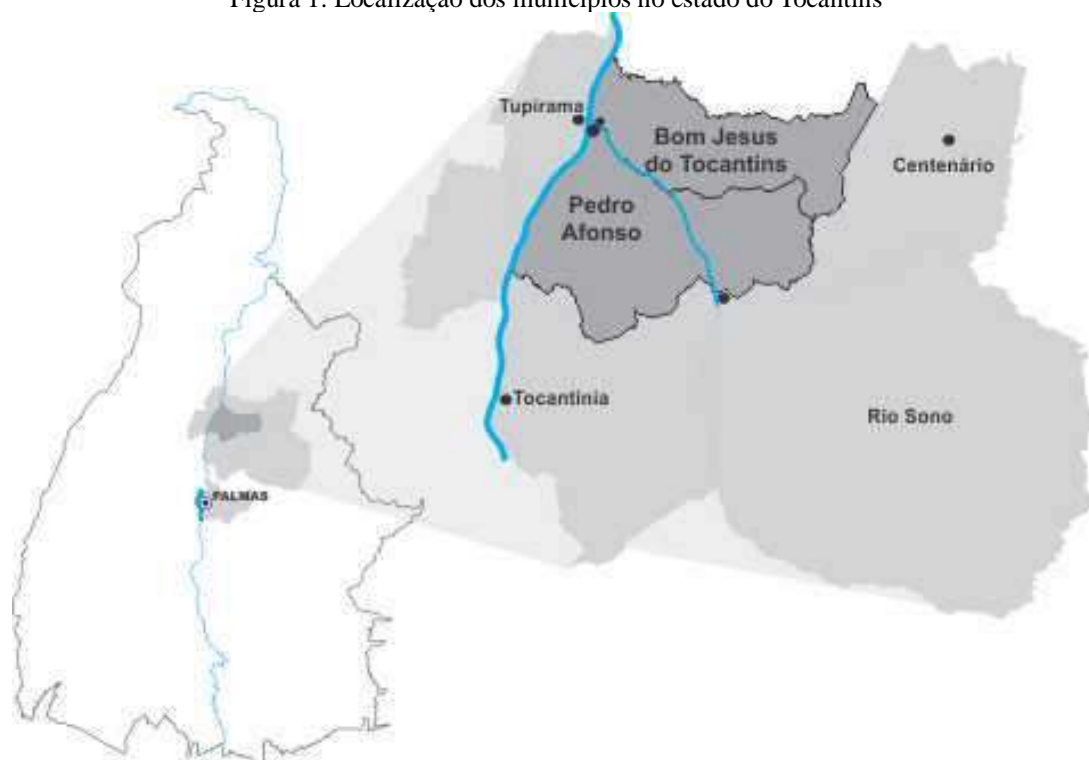 Figura 1: Localização dos municípios no estado do Tocantins
Tupirama
Bom Jesus
do Tocantins
Centenário
Pedro
Afonso
Tocantinia
Rio Sono
PALMAS